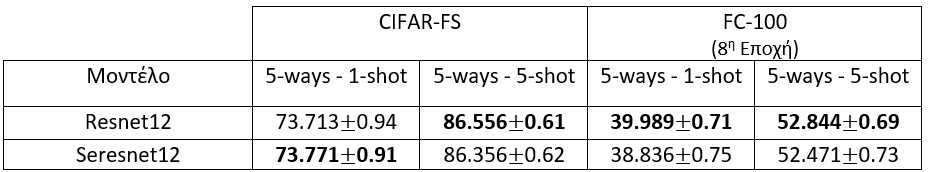 CIFAR-FS FC-100
(8η Εποχή)
Μοντέλο 5-ways - 1-shot 5-ways - 5-shot 5-ways - 1-shot 5-ways - 5-shot
Resnet12 73.713±0.94 86.556±0.61 39.989±0.71 52.844±0.69
Seresnet12 73.771±0.91 86.356±0.62 38.836±0.75 52.471±0.73